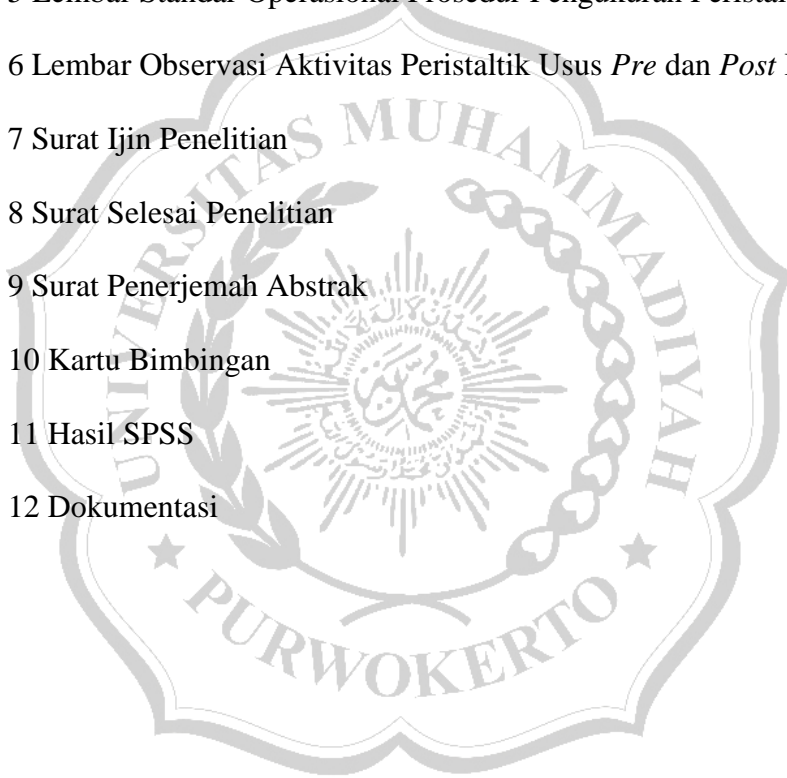 6 Lembar Observasi Aktivitas Peristaltik Usus Pre dan Post
7 Surat Ijin Penelitian
8 Surat Selesai Penelitian
9 Surat Penerjemah Abstrak
10 Kartu Bimbingan
11 Hasil SPSS
12 Dokumentasi
UNIVERSITAS MUHAMMADIYAH
PURWOKERTO